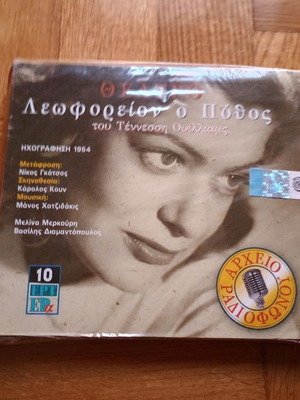 Λεωφορείον ο Πόθος
του Τέννεσση Ουίλλιαμς
ΗΧΟΓΡΑΦΗΣΗ 1954
Μετάφραση:
Νίκος Γκάτσος
Σκηνοθεσία:
Κάρολος Κουν
Μουσική:
Μάνος Χατζιδάκις
Μελίνα Μερκούρη
Βασίλης Διαμαντόπουλος
10
ΑΡΧΕΙΟ
ΡΑΔΙΟΦΩΝΟΥ